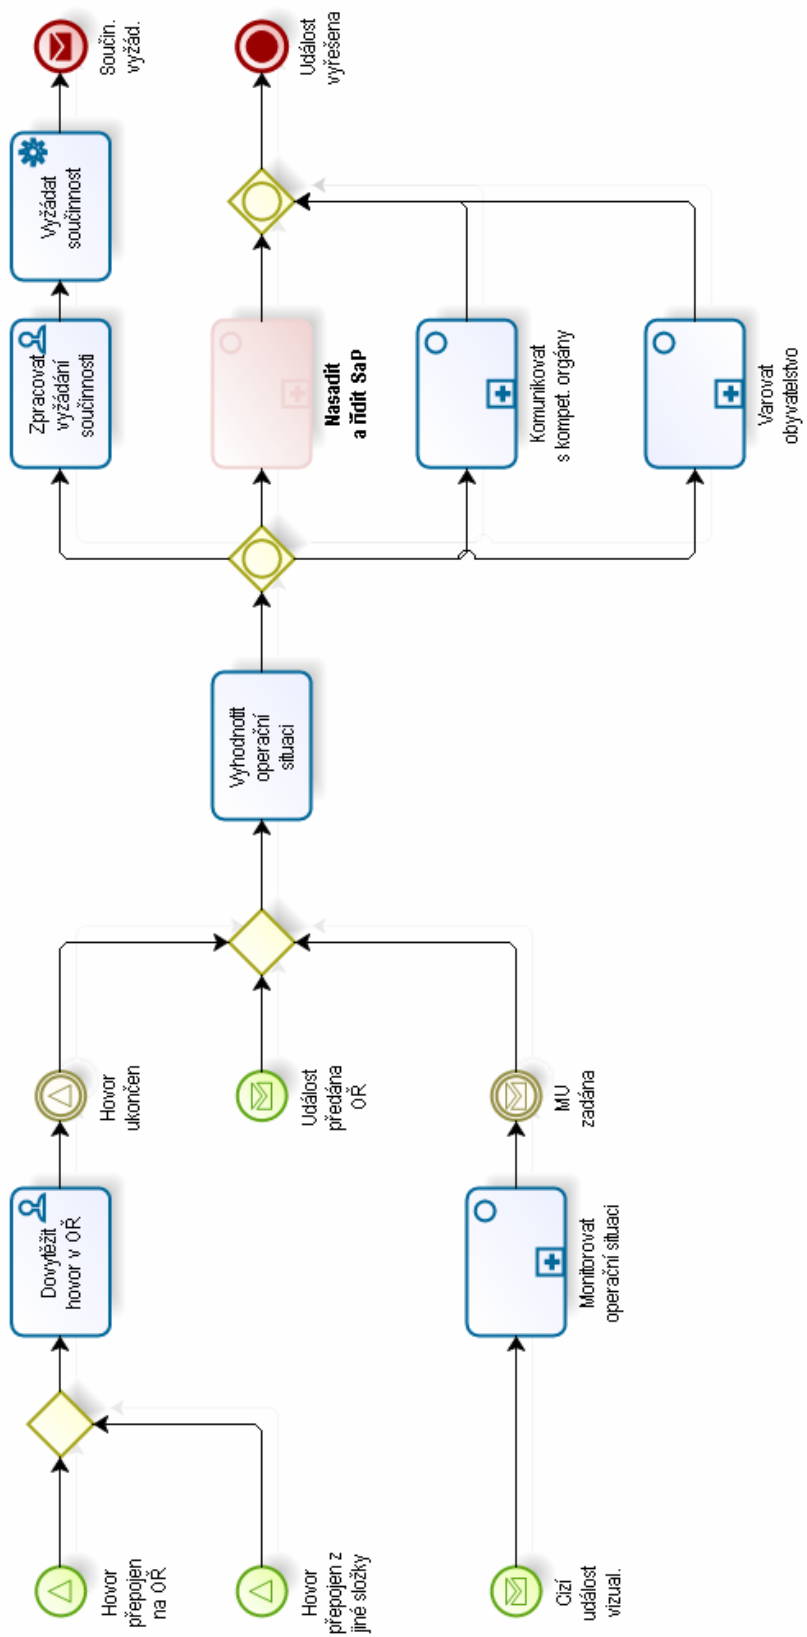 Hovor
přepojen
na OŘ
Dovytěžit
hovor v OŘ
Hovor
ukončen
Zpracovat
vyžádání
součinnosti
Vyžádat
součinnost
Součin.
vyžád.
Hovor
přepojen z
jiné složky
Událost
předána
OŘ
Vyhodnotit
operační
situaci
Nasadit
a řídit SaP
Událost
vyřešena
Komunikovat
s kompet. orgány
Cizí
událost
vizual.
Monitorovat
operační situaci
MU
zadána
Varovat
obyvatelstvo